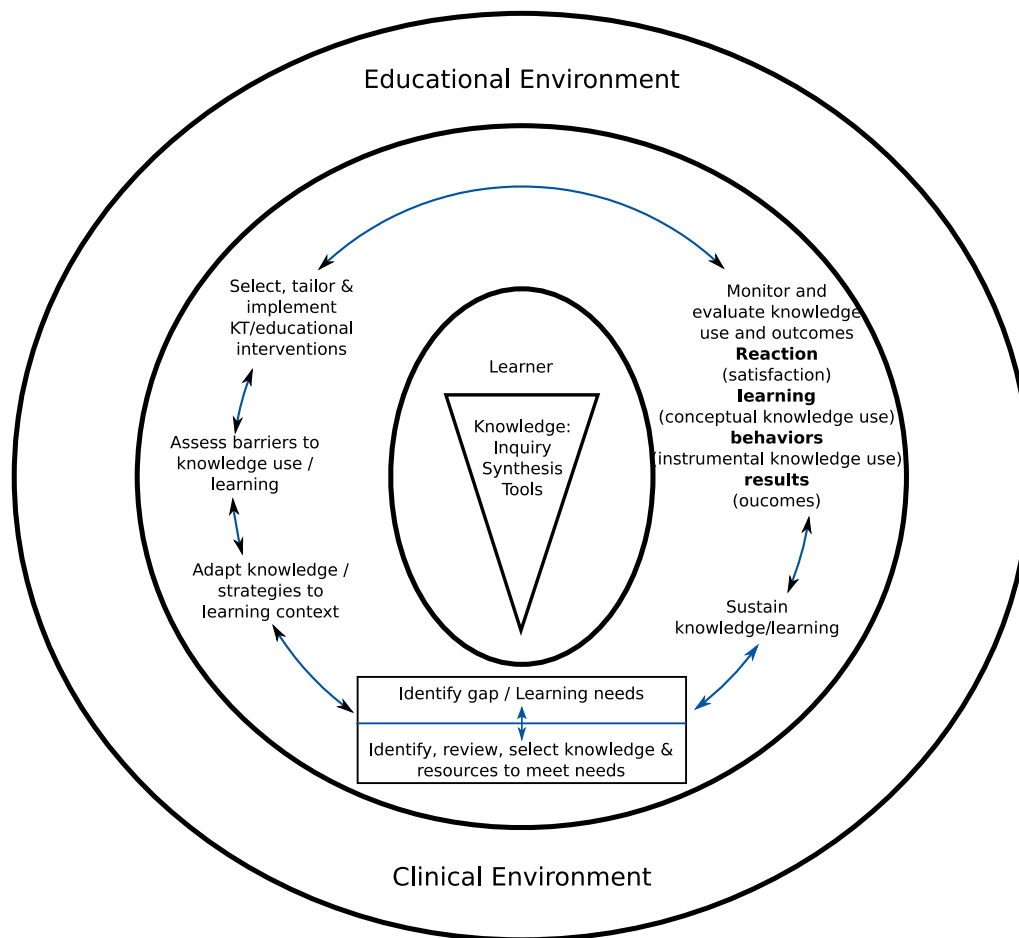 Educational Environment
Select, tailor &
implement
KT/educational
interventions
Assess barriers to
knowledge use /
learning
Adapt knowledge /
strategies to
learning context
Learner
Knowledge:
Inquiry
Synthesis
Tools
Monitor and
evaluate knowledge
use and outcomes
Reaction
(satisfaction)
learning
(conceptual knowledge use)
behaviors
(instrumental knowledge use)
results
(oucomes)
Sustain
knowledge/learning
Identify gap / Learning needs
Identify, review, select knowledge &
resources to meet needs
Clinical Environment